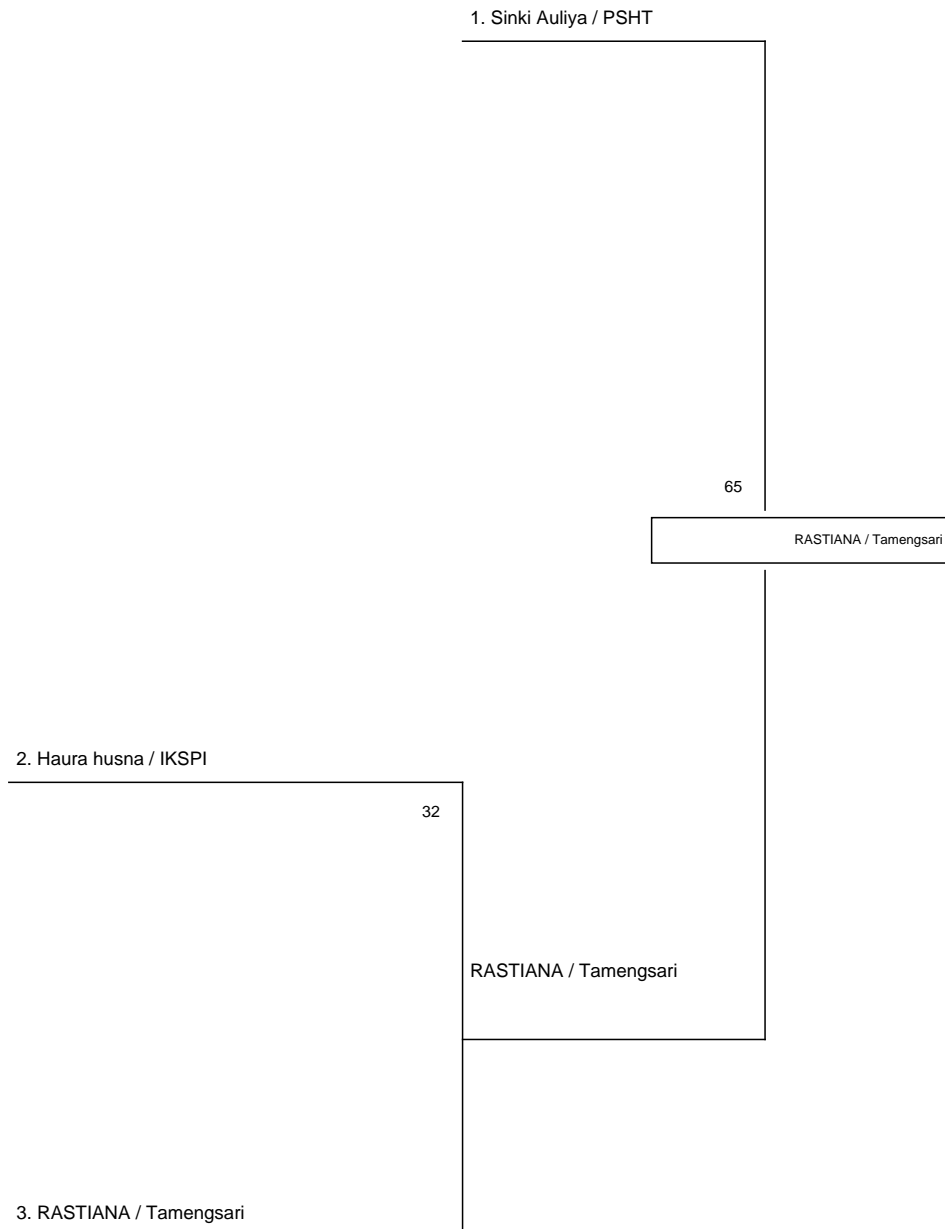 1. Sinki Auliya / PSHT
65
RASTIANA / Tamengsari
2. Haura husna / IKSPI
32
RASTIANA / Tamengsari
3. RASTIANA / Tamengsari